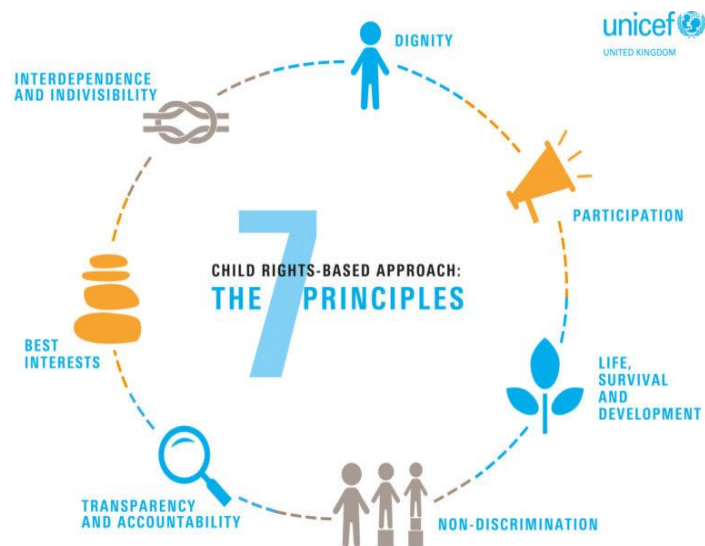 unicef
UNITED KINGDOM
DIGNITY
PARTICIPATION
LIFE,
SURVIVAL
AND
DEVELOPMENT
NON-DISCRIMINATION
TRANSPARENCY
AND ACCOUNTABILITY
BEST
INTERESTS
INTERDEPENDENCE
AND INDIVISIBILITY
CHILD RIGHTS-BASED APPROACH:
THE 7 PRINCIPLES